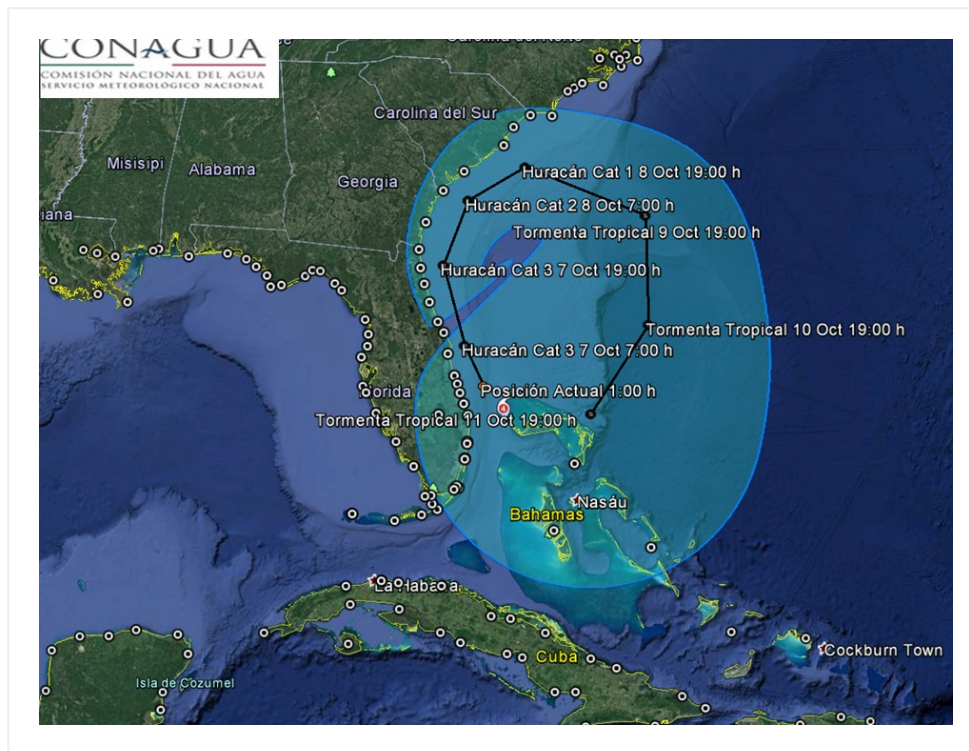 CONAGUA
COMISIÓN NACIONAL DEL AGUA
SERVICIO METEOROLÓGICO NACIONAL
Carolina del Sur
Misisipi
Alabama
Georgia
Huracán Cat 1 8 Oct 19:00 h
Huracán Cat 2 8 Oct 7:00 h
Tormenta Tropical 9 Oct 19:00 h
Huracán Cat 3 7 Oct 19:00 h
Tormenta Tropical 10 Oct 19:00 h
Huracán Cat 3 7 Oct 7:00 h
Florida
Posición Actual 1:00 h
Tormenta Tropical 11 Oct 19:00 h
Nasáu
Bahamas
La Habana
Cuba
Cockburn Town
Isla de Cozumel